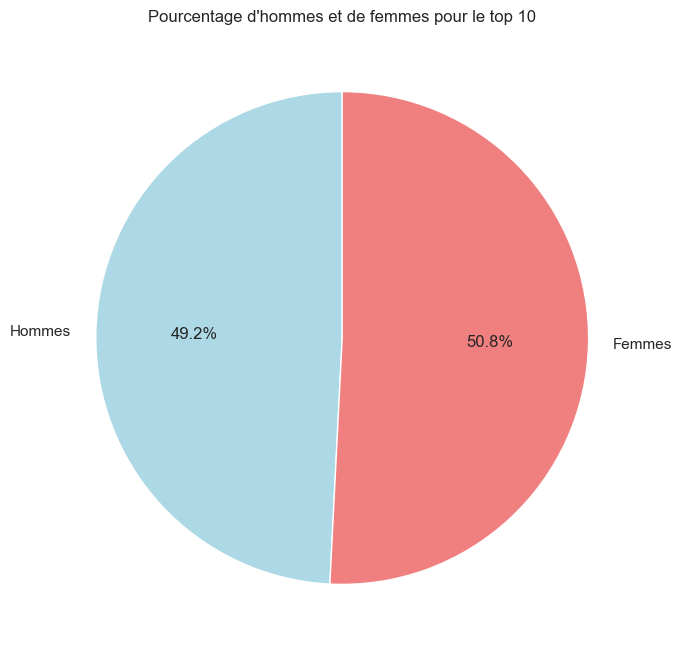 Pourcentage d'hommes et de femmes pour le top 10
Hommes
49.2%
50.8%
Femmes